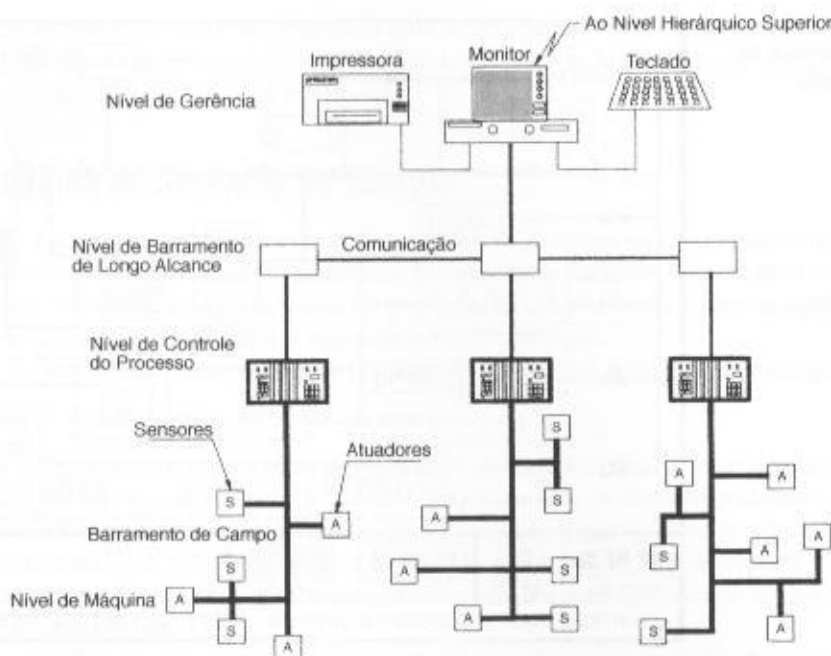 Ao Nível Hierárquico Superior
Impressora
Monitor
Teclado
Nível de Gerência
Nível de Barramento
de Longo Alcance
Comunicação
Nível de Controle
do Processo
Sensores
Atuadores
S
S
A
S
Barramento de Campo
A
S
A
A
Nível de Máquina
A
S
A
S
A
S
A
A
S
A
A
A
S
S
A